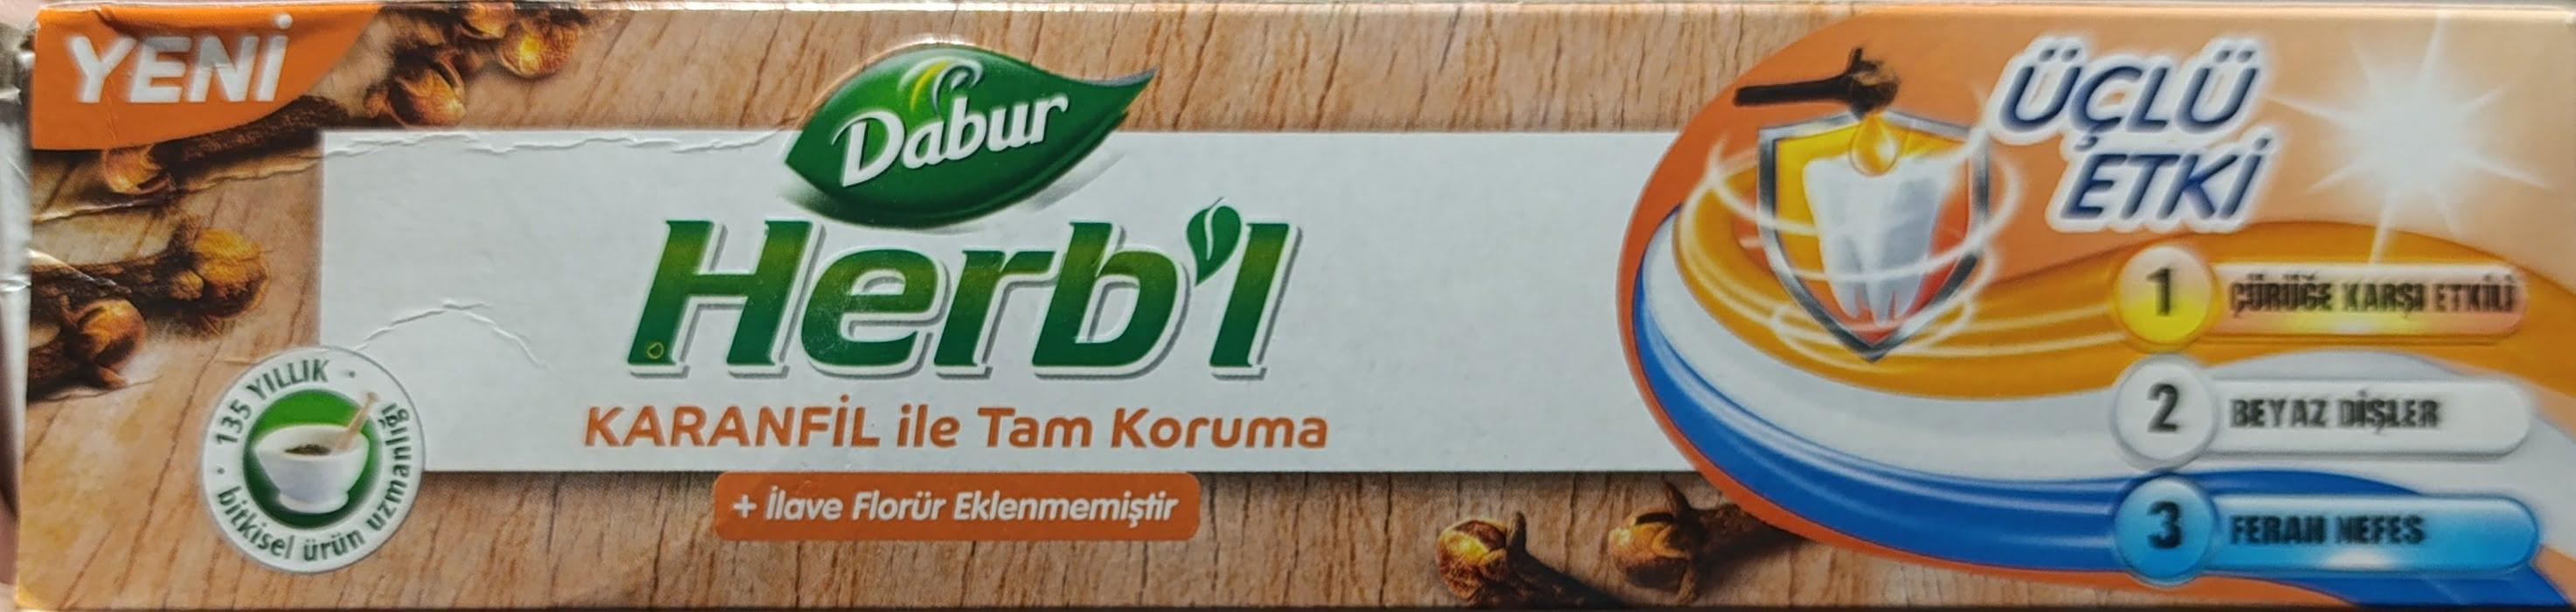 YENİ
Dabur
Herb'l
KARANFİL ile Tam Koruma
+ İlave Florür Eklenmemiştir
135 YILLIK
bitkisel ürün uzmanlığı
ÜÇLÜ
ETKİ
1 ÇÜRÜĞE KARŞI ETKİLİ
2 BEYAZ DİŞLER
3 FERAH NEFES